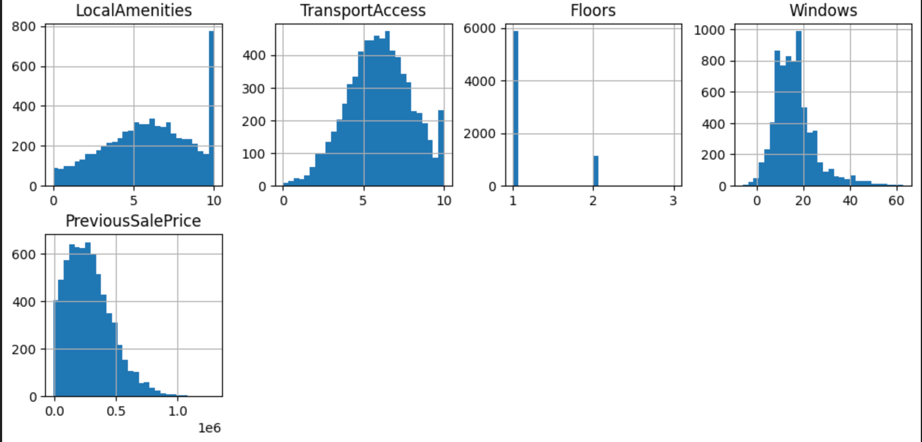 LocalAmenities
800
600
400
200
0
0 5 10
TransportAccess
400
300
200
100
0
0 5 10
Floors
6000
4000
2000
0
1 2 3
Windows
1000
800
600
400
200
0
0 20 40 60
PreviousSalePrice
600
400
200
0
0.0 0.5 1.0
1e6